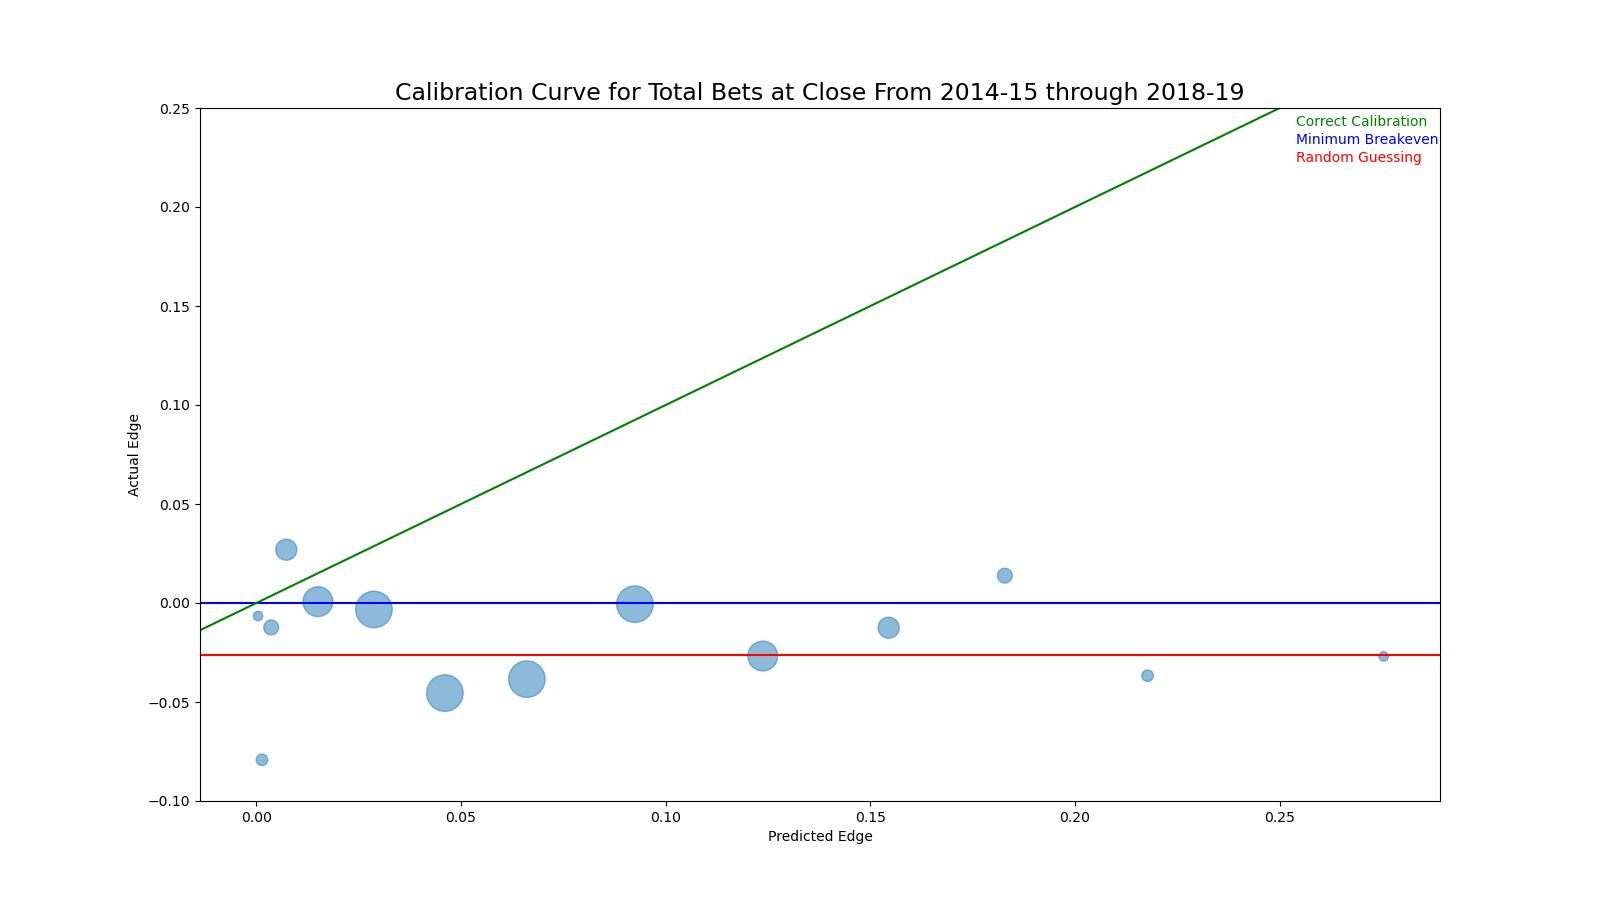 Calibration Curve for Total Bets at Close From 2014-15 through 2018-19
Correct Calibration
Minimum Breakeven
Random Guessing
0.25
0.20
0.15
0.10
0.05
0.00
−0.05
−0.10
Actual Edge
0.00 0.05 0.10 0.15 0.20 0.25
Predicted Edge